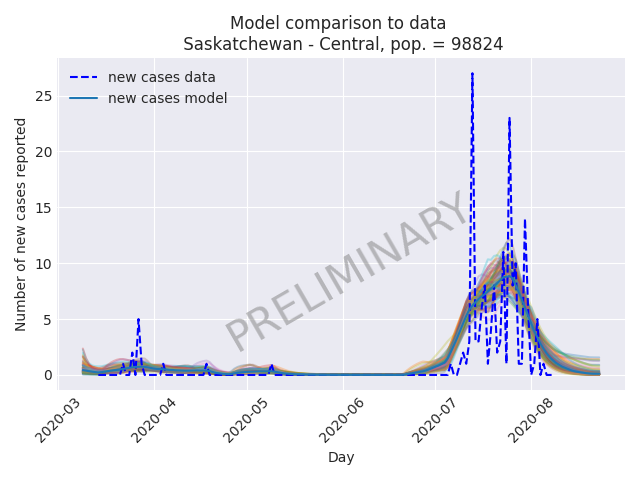 Model comparison to data
Saskatchewan - Central, pop. = 98824
new cases data
new cases model
Number of new cases reported
25
20
15
10
5
0
PRELIMINARY
2020-03
2020-04
2020-05
2020-06
2020-07
2020-08
Day